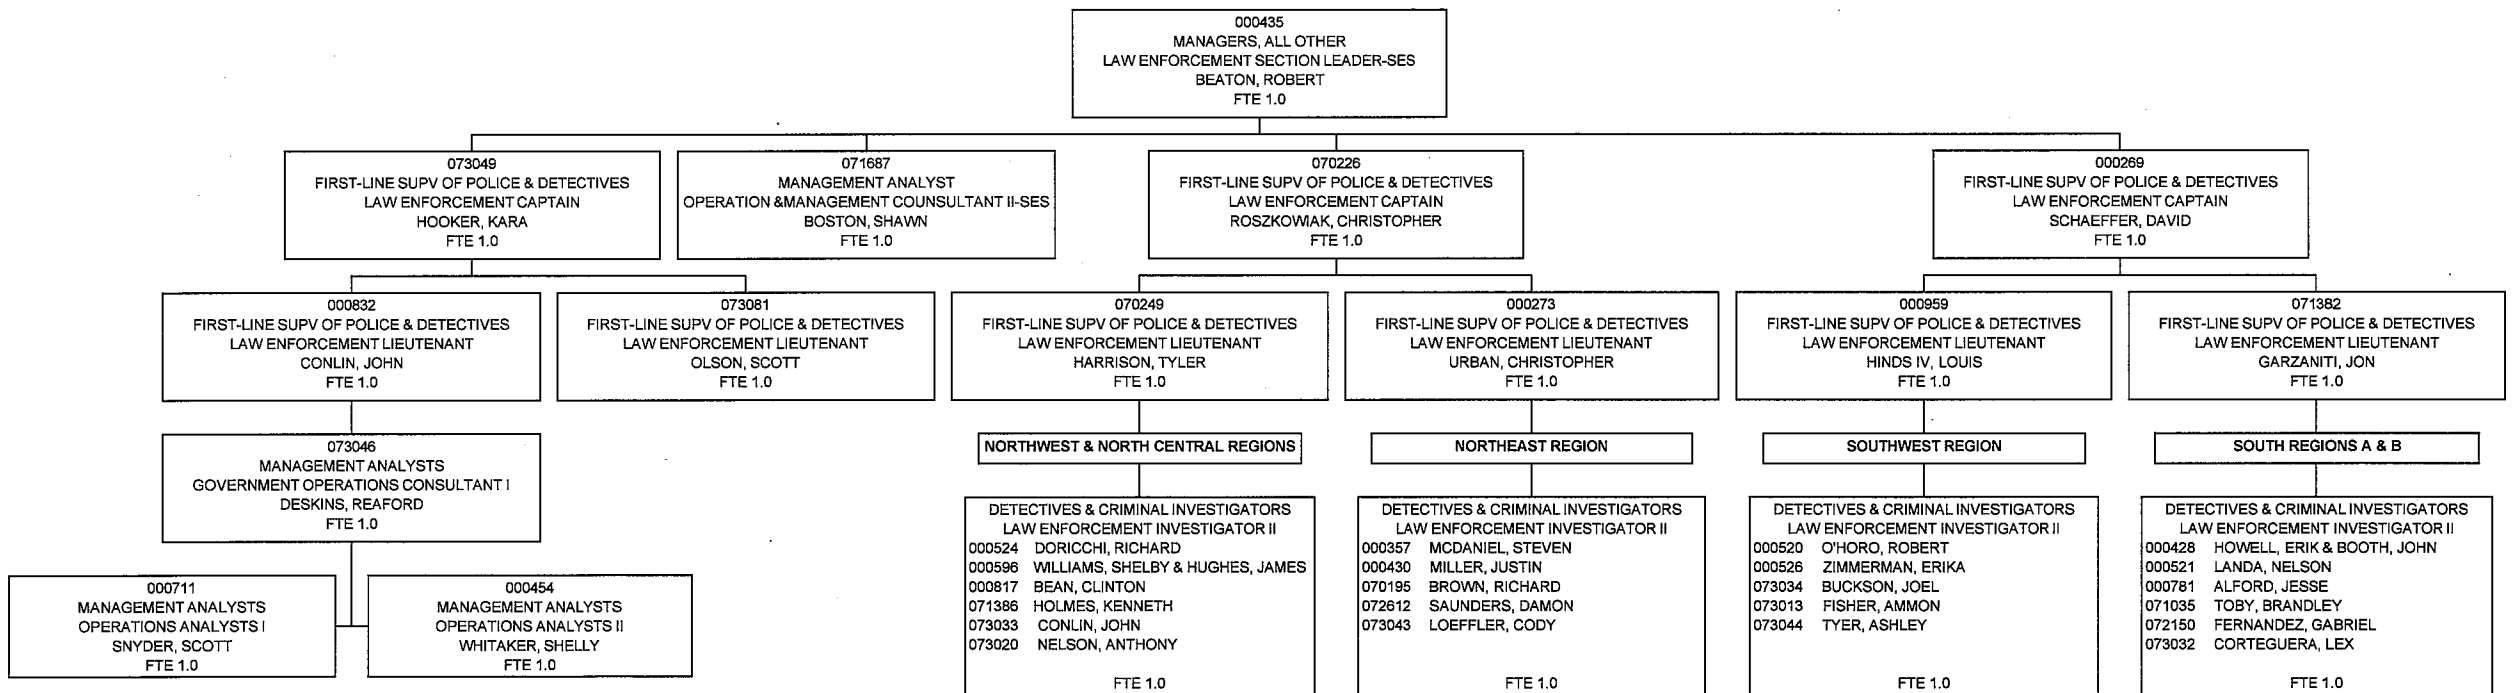 000435
MANAGERS, ALL OTHER
LAW ENFORCEMENT SECTION LEADER-SES
BEATON, ROBERT
FTE 1.0
073049
FIRST-LINE SUPV OF POLICE & DETECTIVES
LAW ENFORCEMENT CAPTAIN
HOOKER, KARA
FTE 1.0
071687
MANAGEMENT ANALYST
OPERATION &MANAGEMENT COUNSULTANT II-SES
BOSTON, SHAWN
FTE 1.0
070226
FIRST-LINE SUPV OF POLICE & DETECTIVES
LAW ENFORCEMENT CAPTAIN
ROSZKOWIAK, CHRISTOPHER
FTE 1.0
000269
FIRST-LINE SUPV OF POLICE & DETECTIVES
LAW ENFORCEMENT CAPTAIN
SCHAEFFER, DAVID
FTE 1.0
000832
FIRST-LINE SUPV OF POLICE & DETECTIVES
LAW ENFORCEMENT LIEUTENANT
CONLIN, JOHN
FTE 1.0
073081
FIRST-LINE SUPV OF POLICE & DETECTIVES
LAW ENFORCEMENT LIEUTENANT
OLSON, SCOTT
FTE 1.0
070249
FIRST-LINE SUPV OF POLICE & DETECTIVES
LAW ENFORCEMENT LIEUTENANT
HARRISON, TYLER
FTE 1.0
000273
FIRST-LINE SUPV OF POLICE & DETECTIVES
LAW ENFORCEMENT LIEUTENANT
URBAN, CHRISTOPHER
FTE 1.0
000959
FIRST-LINE SUPV OF POLICE & DETECTIVES
LAW ENFORCEMENT LIEUTENANT
HINDS IV, LOUIS
FTE 1.0
071382
FIRST-LINE SUPV OF POLICE & DETECTIVES
LAW ENFORCEMENT LIEUTENANT
GARZANITI, JON
FTE 1.0
073046
MANAGEMENT ANALYSTS
GOVERNMENT OPERATIONS CONSULTANT I
DESKINS, REAFORD
FTE 1.0
NORTHWEST & NORTH CENTRAL REGIONS
NORTHEAST REGION
SOUTHWEST REGION
SOUTH REGIONS A & B
000711
MANAGEMENT ANALYSTS
OPERATIONS ANALYSTS I
SNYDER, SCOTT
FTE 1.0
000454
MANAGEMENT ANALYSTS
OPERATIONS ANALYSTS II
WHITAKER, SHELLY
FTE 1.0
DETECTIVES & CRIMINAL INVESTIGATORS
LAW ENFORCEMENT INVESTIGATOR II
000524 DORICCHI, RICHARD
000596 WILLIAMS, SHELBY & HUGHES, JAMES
000817 BEAN, CLINTON
071386 HOLMES, KENNETH
073033 CONLIN, JOHN
073020 NELSON, ANTHONY
FTE 1.0
DETECTIVES & CRIMINAL INVESTIGATORS
LAW ENFORCEMENT INVESTIGATOR II
000357 MCDANIEL, STEVEN
000430 MILLER, JUSTIN
070195 BROWN, RICHARD
072612 SAUNDERS, DAMON
073043 LOEFFLER, CODY
FTE 1.0
DETECTIVES & CRIMINAL INVESTIGATORS
LAW ENFORCEMENT INVESTIGATOR II
000520 O'HORO, ROBERT
000526 ZIMMERMAN, ERIKA
073034 BUCKSON, JOEL
073013 FISHER, AMMON
073044 TYER, ASHLEY
FTE 1.0
DETECTIVES & CRIMINAL INVESTIGATORS
LAW ENFORCEMENT INVESTIGATOR II
000428 HOWELL, ERIK & BOOTH, JOHN
000521 LANDA, NELSON
000781 ALFORD, JESSE
071035 TOBY, BRANDLEY
072150 FERNANDEZ, GABRIEL
073032 CORTEGUERA, LEX
FTE 1.0